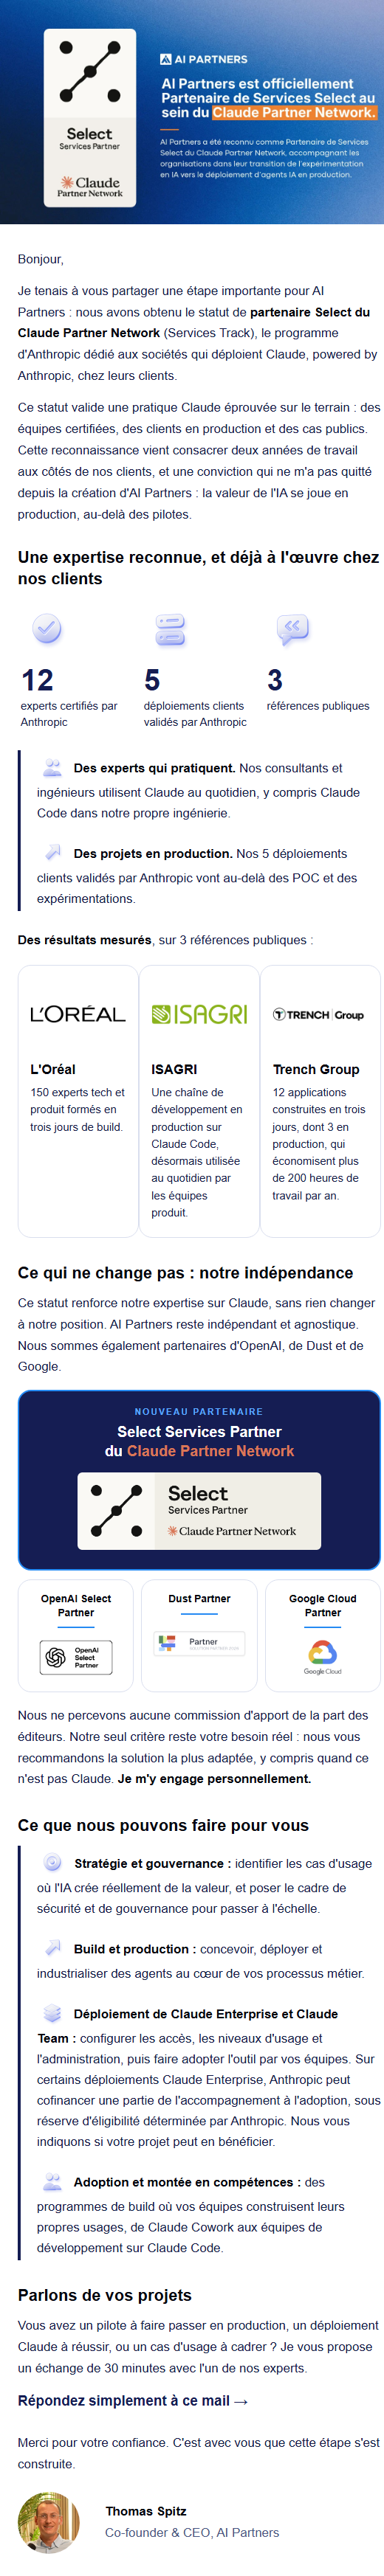 Select
Services Partner
Claude
Partner Network
AI PARTNERS
AI Partners est officiellement
Partenaire de Services Select au
sein du Claude Partner Network.
AI Partners a été reconnu comme Partenaire de Services
Select du Claude Partner Network, accompagnant les
organisations dans leur transition de l'expérimentation
en IA vers le déploiement d'agents IA en production.
Bonjour,
Je tenais à vous partager une étape importante pour AI
Partners : nous avons obtenu le statut de partenaire Select du
Claude Partner Network (Services Track), le programme
d'Anthropic dédié aux sociétés qui déploient Claude, powered by
Anthropic, chez leurs clients.
Ce statut valide une pratique Claude éprouvée sur le terrain : des
équipes certifiées, des clients en production et des cas publics.
Cette reconnaissance vient consacrer deux années de travail
aux côtés de nos clients, et une conviction qui ne m'a pas quitté
depuis la création d'AI Partners : la valeur de l'IA se joue en
production, au-delà des pilotes.
Une expertise reconnue, et déjà à l'œuvre chez
nos clients
12
experts certifiés par
Anthropic
5
déploiements clients
validés par Anthropic
3
références publiques
Des experts qui pratiquent. Nos consultants et
ingénieurs utilisent Claude au quotidien, y compris Claude
Code dans notre propre ingénierie.
Des projets en production. Nos 5 déploiements
clients validés par Anthropic vont au-delà des POC et des
expérimentations.
Des résultats mesurés, sur 3 références publiques :
L'ORÉAL
L'Oréal
150 experts tech et
produit formés en
trois jours de build.
ISAGRI
ISAGRI
Une chaîne de
développement en
production sur
Claude Code,
désormais utilisée
au quotidien par
les équipes
produit.
TRENCH Group
Trench Group
12 applications
construites en trois
jours, dont 3 en
production, qui
économisent plus
de 200 heures de
travail par an.
Ce qui ne change pas : notre indépendance
Ce statut renforce notre expertise sur Claude, sans rien changer
à notre position. AI Partners reste indépendant et agnostique.
Nous sommes également partenaires d'OpenAI, de Dust et de
Google.
NOUVEAU PARTENAIRE
Select Services Partner
du Claude Partner Network
Select
Services Partner
Claude Partner Network
OpenAI Select
Partner
OpenAI
Select
Partner
Dust Partner
Partner
Google Cloud
Partner
Google Cloud
Nous ne percevons aucune commission d'apport de la part des
éditeurs. Notre seul critère reste votre besoin réel : nous vous
recommandons la solution la plus adaptée, y compris quand ce
n'est pas Claude. Je m'y engage personnellement.
Ce que nous pouvons faire pour vous
Stratégie et gouvernance : identifier les cas d'usage
où l'IA crée réellement de la valeur, et poser le cadre de
sécurité et de gouvernance pour passer à l'échelle.
Build et production : concevoir, déployer et
industrialiser des agents au cœur de vos processus métier.
Déploiement de Claude Enterprise et Claude
Team : configurer les accès, les niveaux d'usage et
l'administration, puis faire adopter l'outil par vos équipes. Sur
certains déploiements Claude Enterprise, Anthropic peut
cofinancer une partie de l'accompagnement à l'adoption, sous
réserve d'éligibilité déterminée par Anthropic. Nous vous
indiquons si votre projet peut en bénéficier.
Adoption et montée en compétences : des
programmes de build où vos équipes construisent leurs
propres usages, de Claude Cowork aux équipes de
développement sur Claude Code.
Parlons de vos projets
Vous avez un pilote à faire passer en production, un déploiement
Claude à réussir, ou un cas d'usage à cadrer ? Je vous propose
un échange de 30 minutes avec l'un de nos experts.
Répondez simplement à ce mail →
Merci pour votre confiance. C'est avec vous que cette étape s'est
construite.
Thomas Spitz
Co-founder & CEO, AI Partners